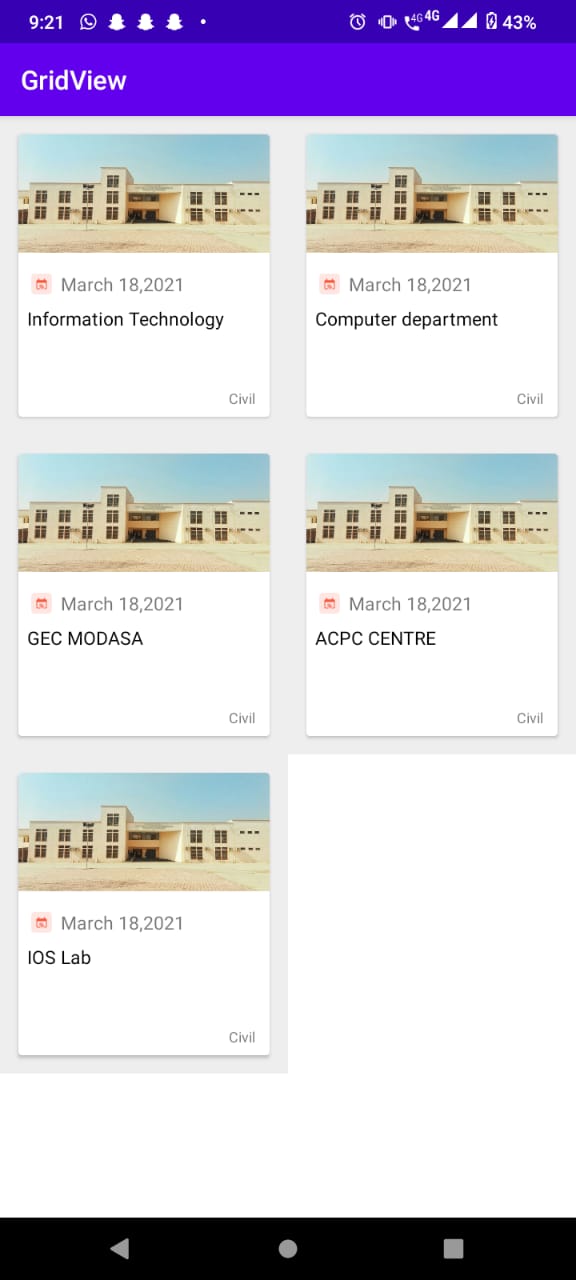 9:21 4G 4G 43%
GridView
March 18,2021
Information Technology
Civil
March 18,2021
Computer department
Civil
March 18,2021
GEC MODASA
Civil
March 18,2021
ACPC CENTRE
Civil
March 18,2021
IOS Lab
Civil